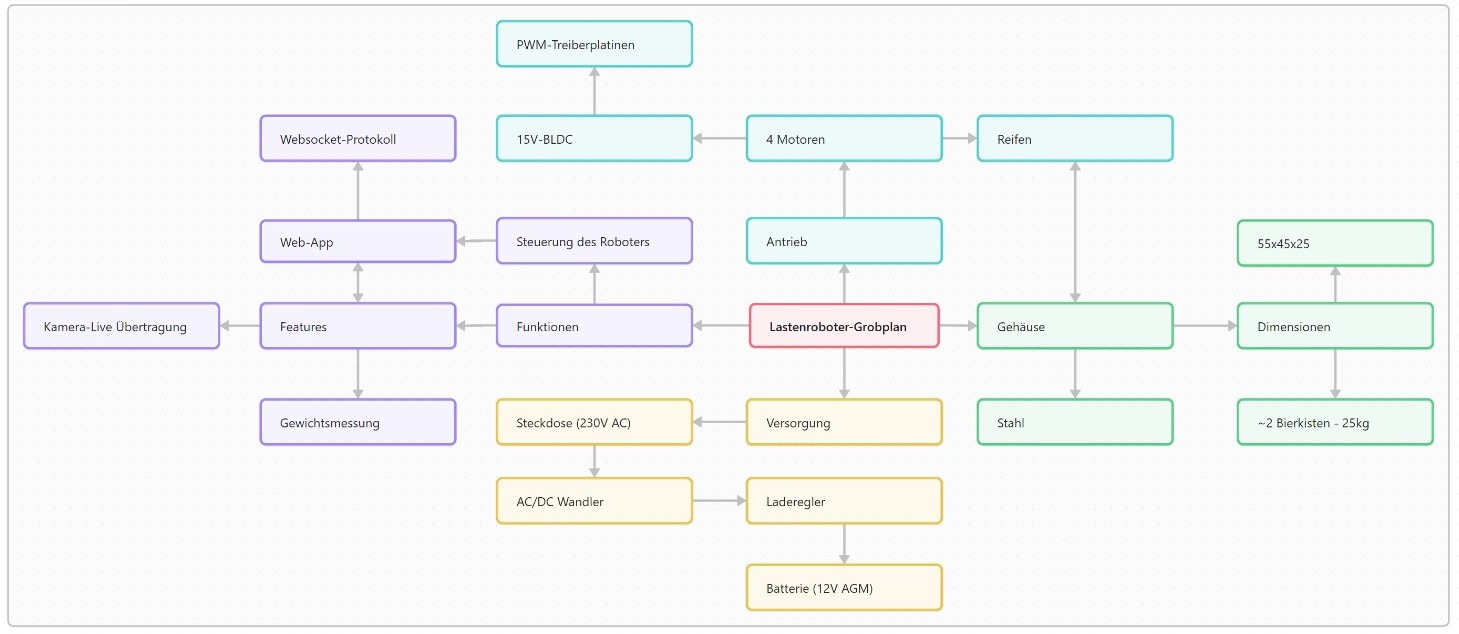 PWM-Treiberplatinen
Websocket-Protokoll
15V-BLDC
4 Motoren
Reifen
Web-App
Steuerung des Roboters
Antrieb
55x45x25
Kamera-Live Übertragung
Features
Funktionen
Lastenroboter-Grobplan
Gehäuse
Dimensionen
Gewichtsmessung
Steckdose (230V AC)
Versorgung
Stahl
~2 Bierkisten - 25kg
AC/DC Wandler
Laderegler
Batterie (12V AGM)